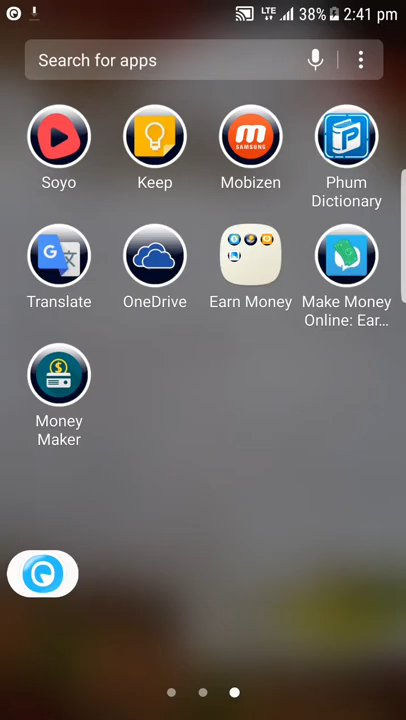 LTE 38% 2:41 pm
Search for apps
Soyo
Keep
Mobizen
Phum
Dictionary
Translate
OneDrive
Earn Money
Make Money
Online: Ear...
Money
Maker
m
SAMSUNG
P
G
文